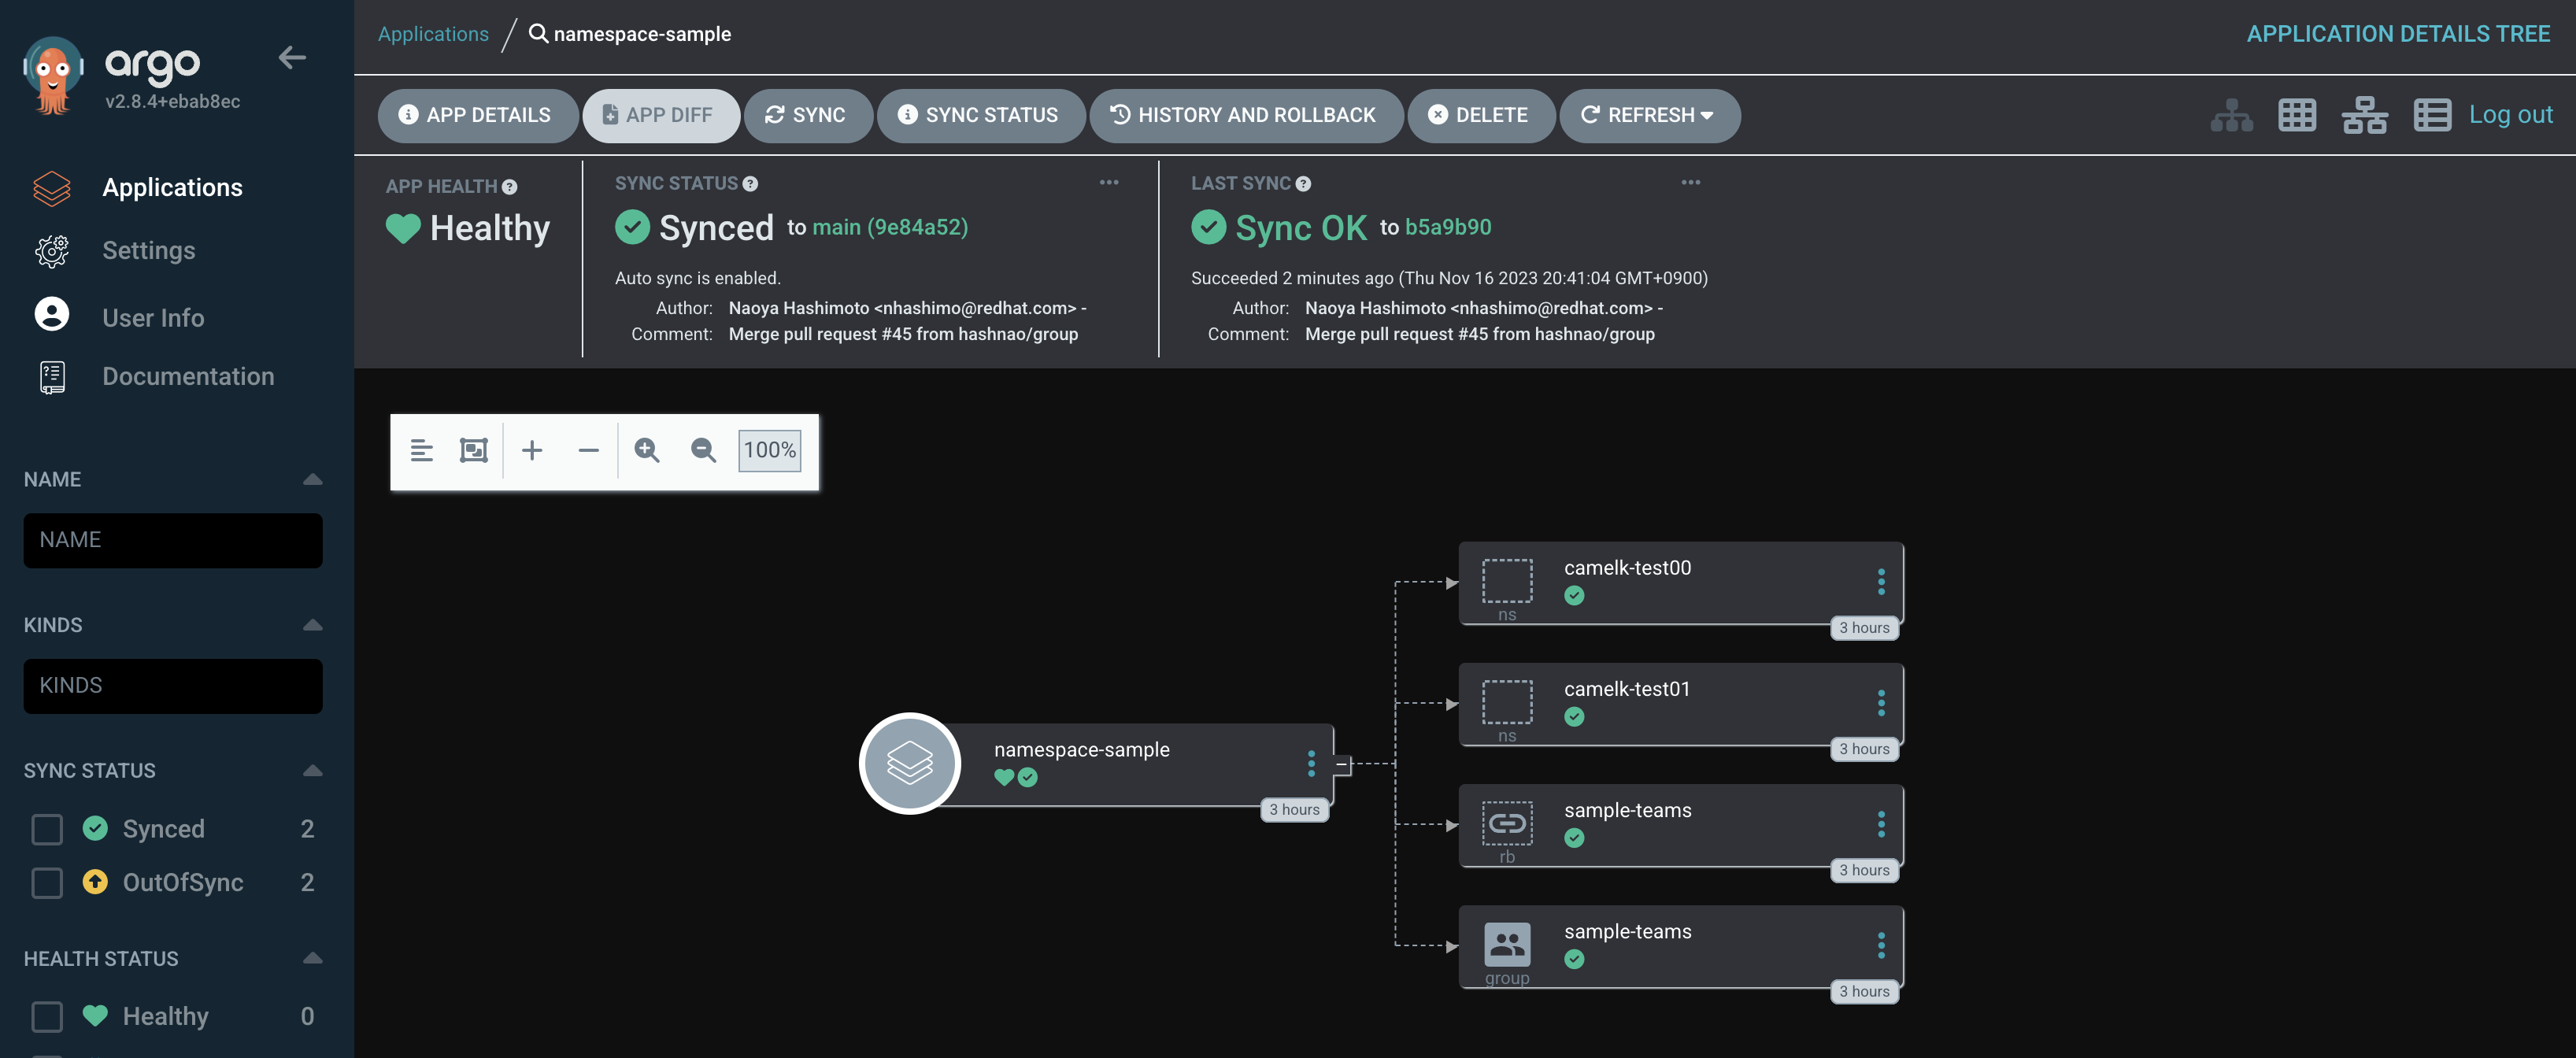 argo
v2.8.4+ebab8ec
Applications
Settings
User Info
Documentation
NAME
NAME
KINDS
KINDS
SYNC STATUS
Synced 2
OutOfSync 2
HEALTH STATUS
Healthy 0
Applications / namespace-sample
APPLICATION DETAILS TREE
APP DETAILS APP DIFF SYNC SYNC STATUS HISTORY AND ROLLBACK DELETE REFRESH
Log out
APP HEALTH
Healthy
SYNC STATUS
Synced to main (9e84a52)
Auto sync is enabled.
Author: Naoya Hashimoto <nhashimo@redhat.com> -
Comment: Merge pull request #45 from hashnao/group
LAST SYNC
Sync OK to b5a9b90
Succeeded 2 minutes ago (Thu Nov 16 2023 20:41:04 GMT+0900)
Author: Naoya Hashimoto <nhashimo@redhat.com> -
Comment: Merge pull request #45 from hashnao/group
100%
namespace-sample
3 hours
camelk-test00
ns
3 hours
camelk-test01
ns
3 hours
sample-teams
rb
3 hours
sample-teams
group
3 hours